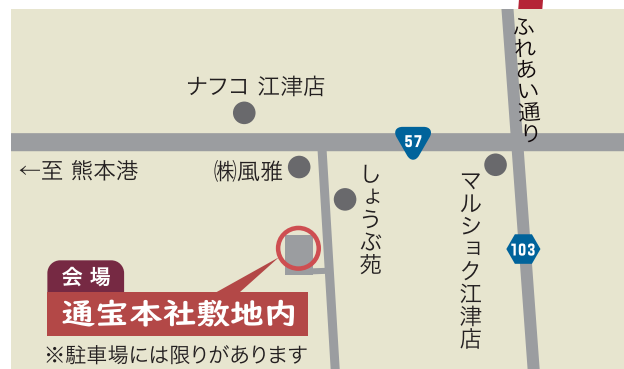 ふれあい通り
ナフコ 江津店
57
←至 熊本港
㈱風雅
しょうぶ苑
マルショク江津店
103
会場
通宝本社敷地内
※駐車場には限りがあります